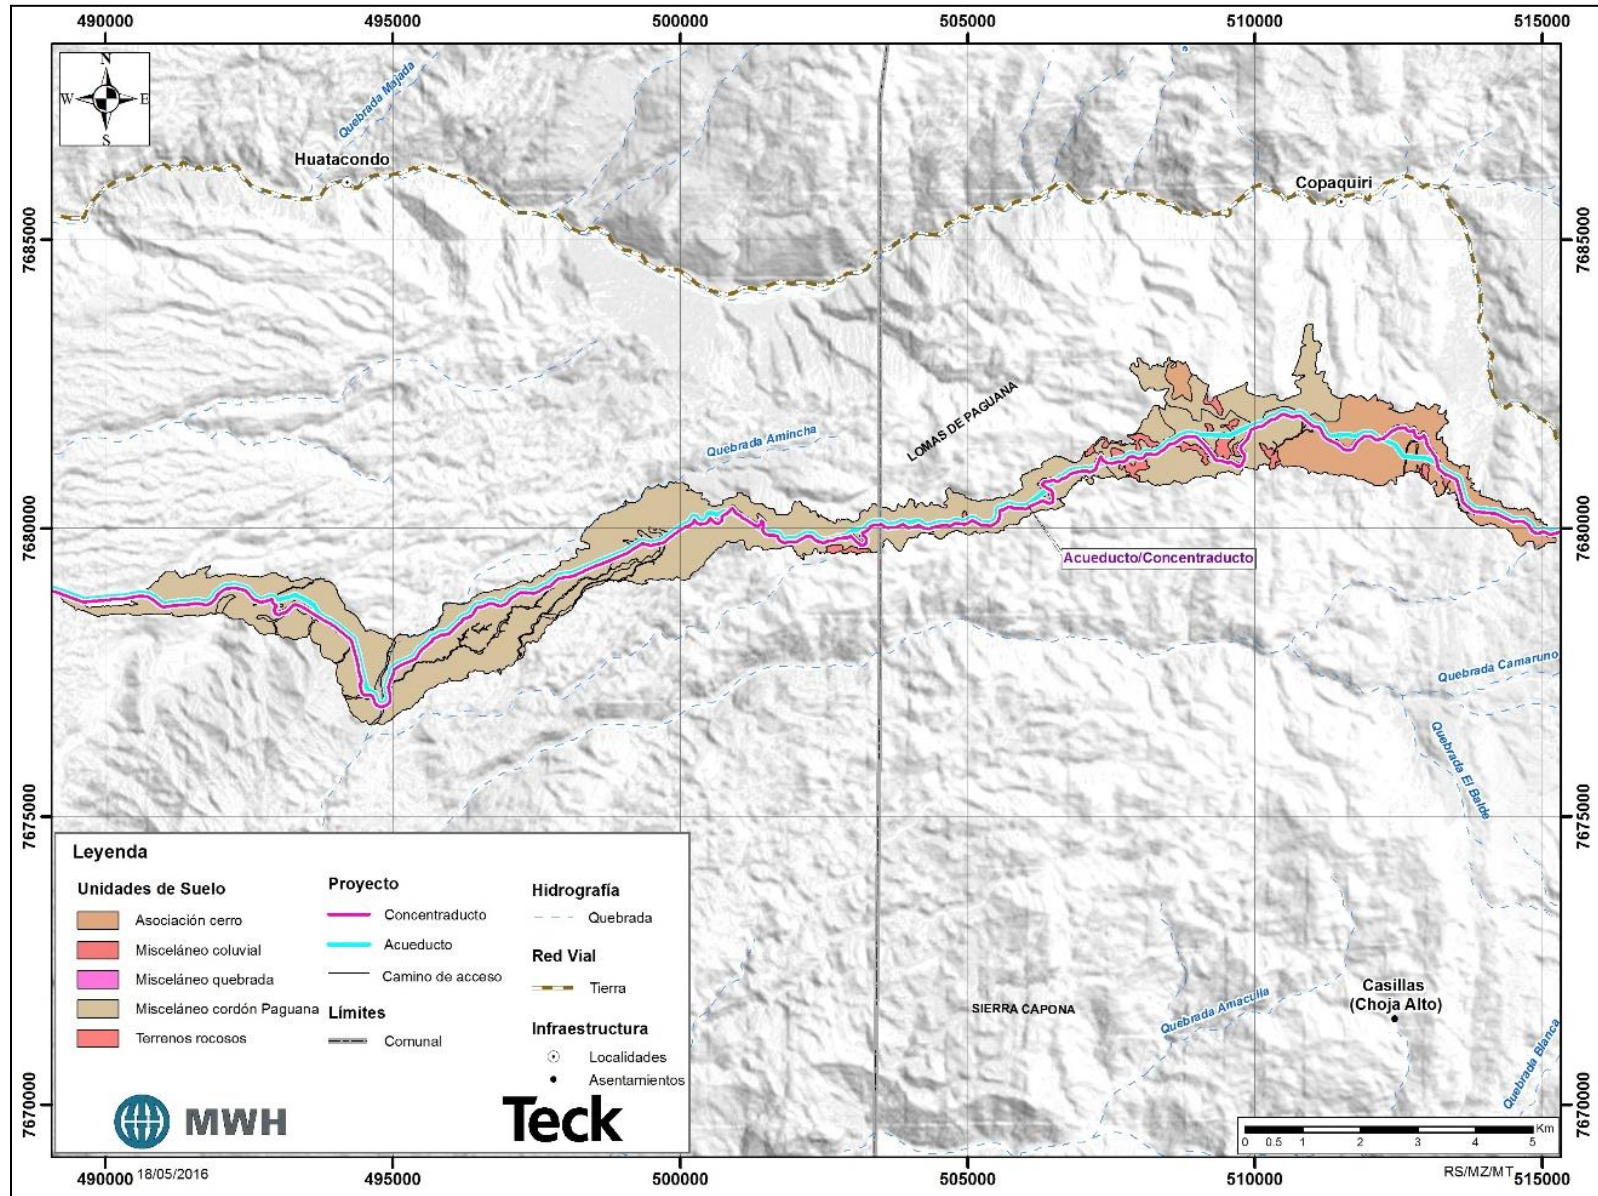 490000
495000
500000
505000
510000
515000
N
W
E
S
Quebrada Majada
Huatacondo
Copaquiri
7685000
7685000
LOMAS DE PAGUANA
Quebrada Amincha
7680000
7680000
Acueducto/Concentraducto
Quebrada Camaruno
Quebrada El Balde
7675000
7675000
Leyenda
Unidades de Suelo
Asociación cerro
Misceláneo coluvial
Misceláneo quebrada
Misceláneo cordón Paguana
Terrenos rocosos
Proyecto
Concentraducto
Acueducto
Camino de acceso
Límites
Comunal
Hidrografía
Quebrada
Red Vial
Tierra
Infraestructura
Localidades
Asentamientos
MWH
Teck
SIERRA CAPONA
Casillas
(Choja Alto)
Quebrada Amaculla
Quebrada Blanca
7670000
7670000
Km
0 0.5 1 2 3 4 5
18/05/2016
RS/MZ/MT
490000
495000
500000
505000
510000
515000